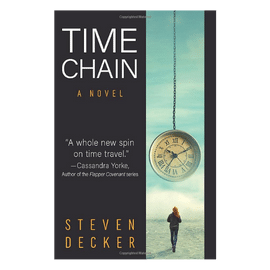 TIME
CHAIN
A NOVEL
"A whole new spin
on time travel."
—Cassandra Yorke,
Author of the Flapper Covenant series
STEVEN
DECKER